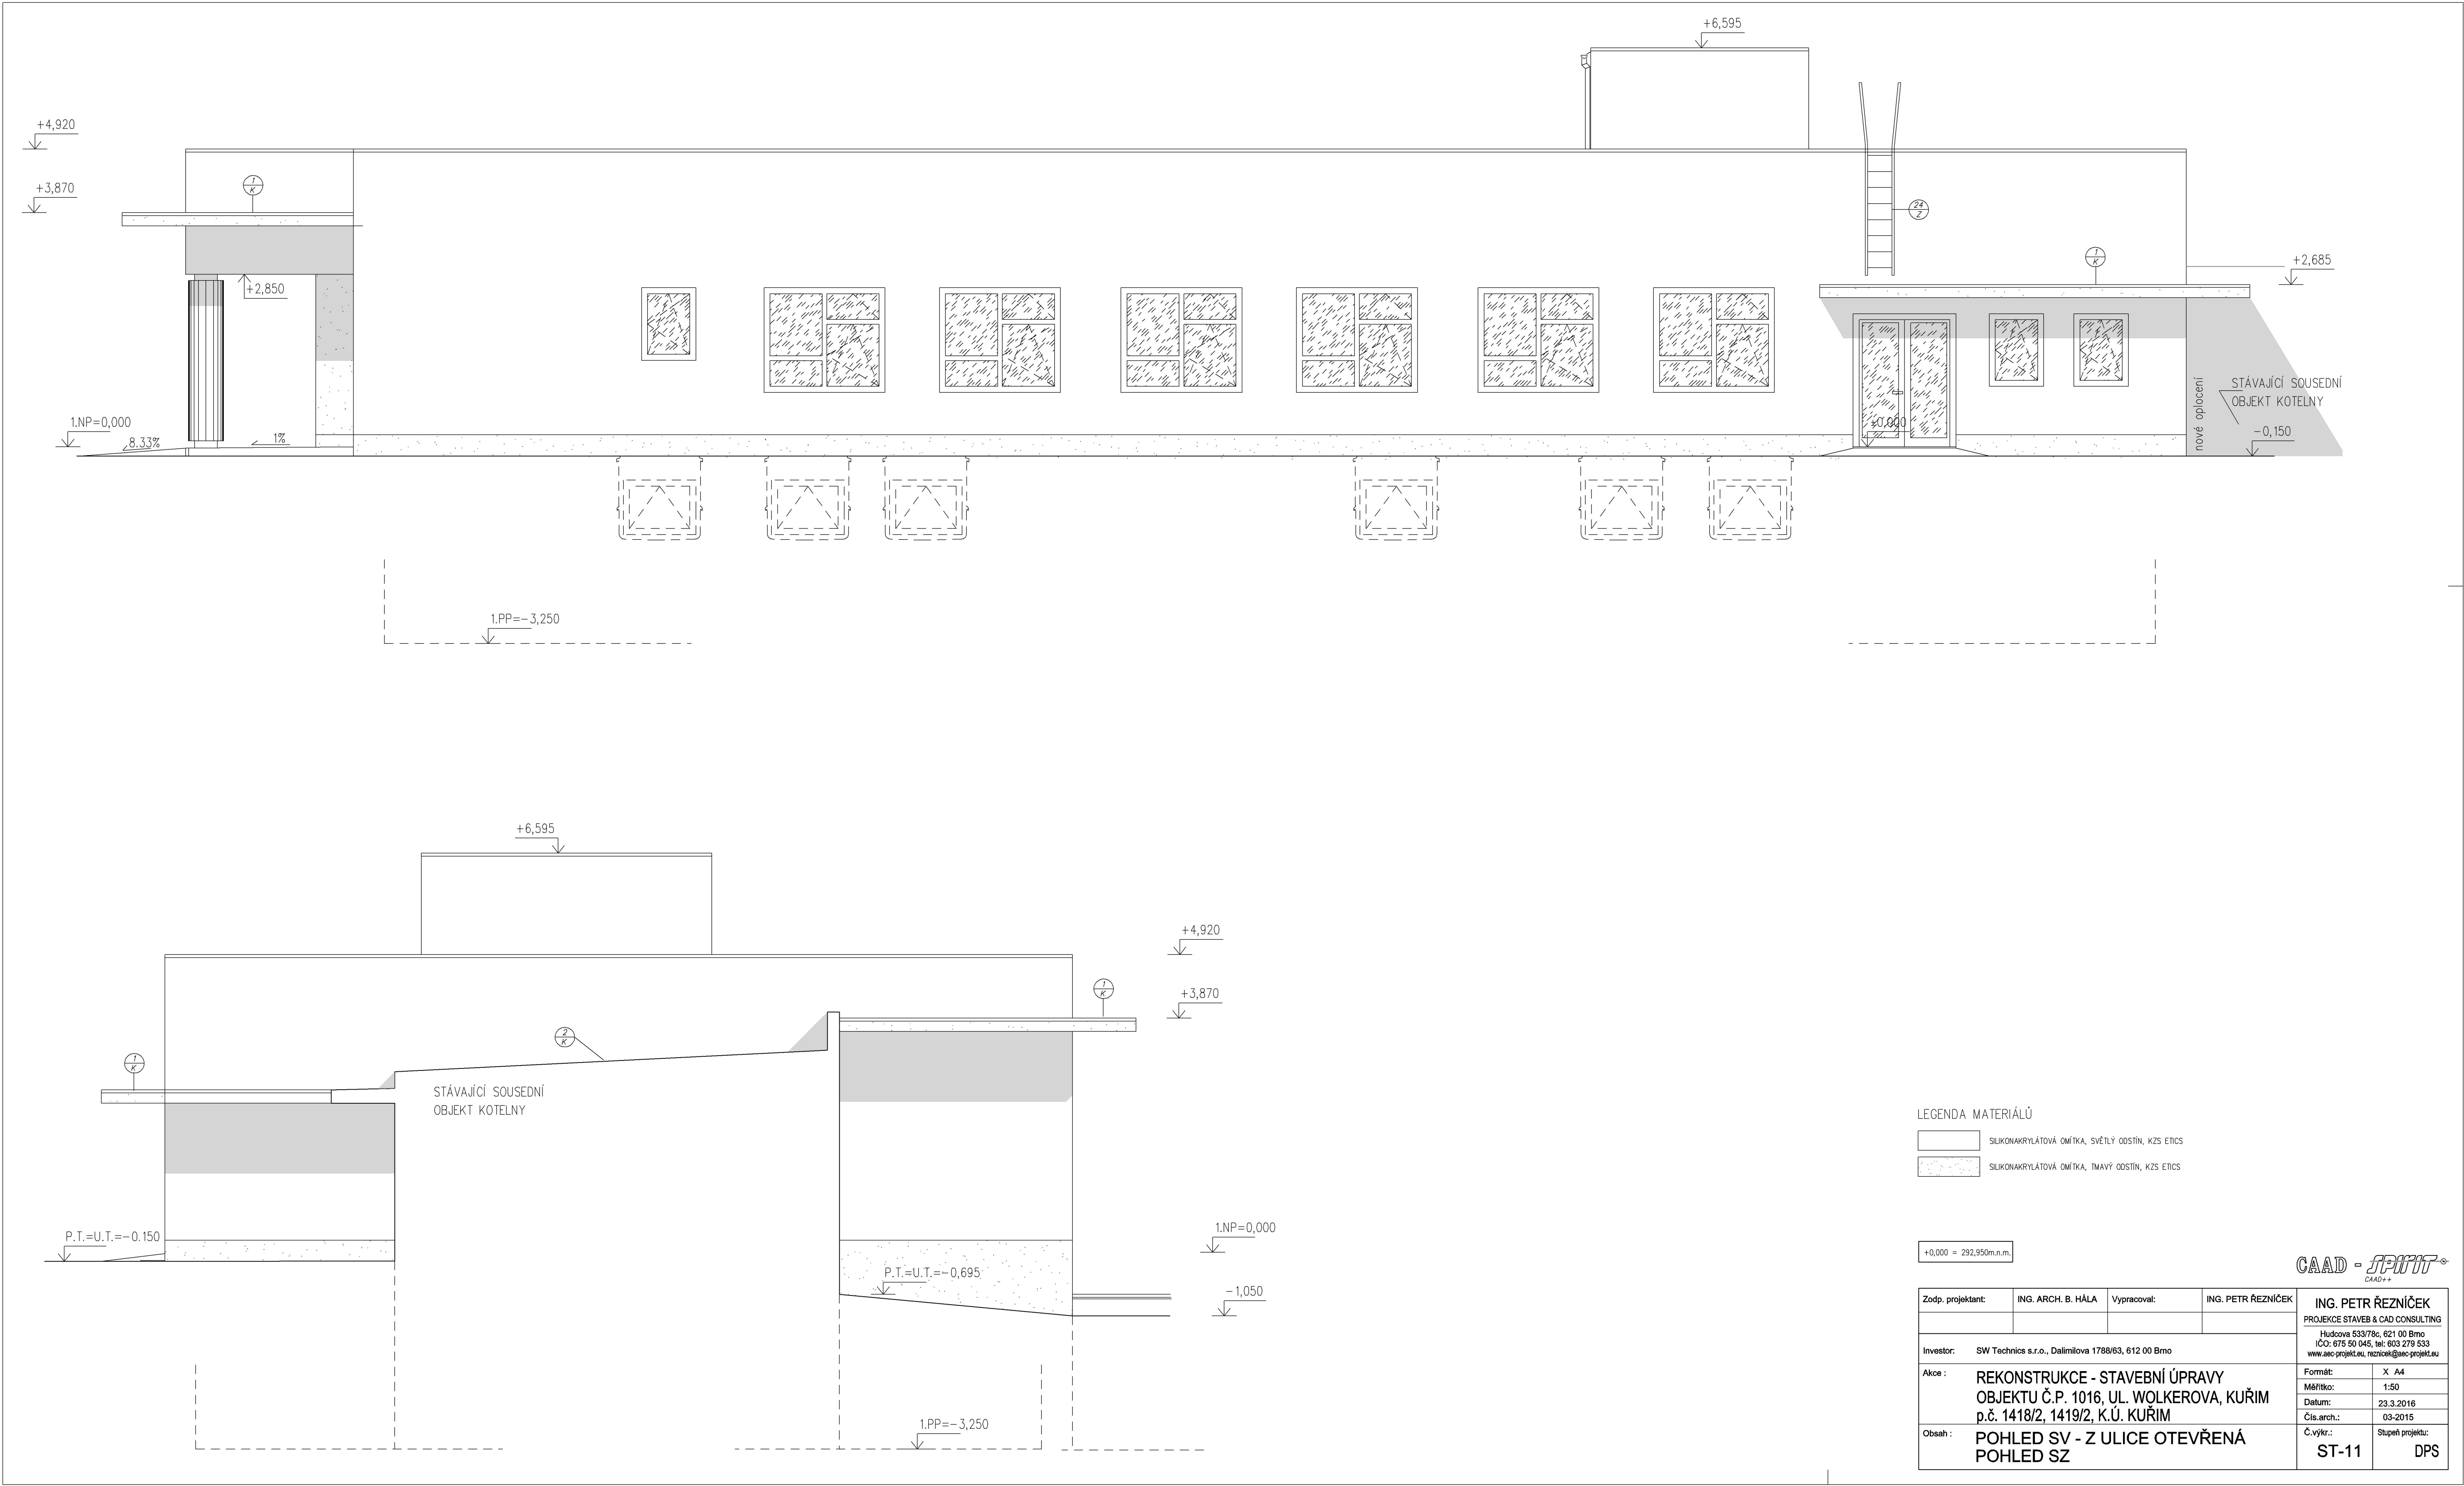 +6,595
+4,920
+3,870
1
K
24
Z
1
K
+2,685
+2,850
STÁVAJÍCÍ SOUSEDNÍ
OBJEKT KOTELNY
nové oplocení
1.NP=0,000
8.33%
1%
±0,000
-0,150
1.PP=-3,250
+6,595
+4,920
+3,870
1
K
2
K
1
K
STÁVAJÍCÍ SOUSEDNÍ
OBJEKT KOTELNY
P.T.=U.T.=-0.150
1.NP=0,000
P.T.=U.T.=-0,695
-1,050
1.PP=-3,250
LEGENDA MATERIÁLŮ
SILIKONAKRYLÁTOVÁ OMÍTKA, SVĚTLÝ ODSTÍN, KZS ETICS
SILIKONAKRYLÁTOVÁ OMÍTKA, TMAVÝ ODSTÍN, KZS ETICS
+0,000 = 292,950m.n.m.
CAAD - SPIRIT
CAAD++
Zodp. projektant: ING. ARCH. B. HÁLA Vypracoval: ING. PETR ŘEZNÍČEK
ING. PETR ŘEZNÍČEK
PROJEKCE STAVEB & CAD CONSULTING
Hudcova 533/78c, 621 00 Brno
IČO: 675 50 045, tel: 603 279 533
www.aec-projekt.eu, reznicek@aec-projekt.eu
Investor: SW Technics s.r.o., Dalimilova 1788/63, 612 00 Brno
Akce : REKONSTRUKCE - STAVEBNÍ ÚPRAVY
OBJEKTU Č.P. 1016, UL. WOLKEROVA, KUŘIM
p.č. 1418/2, 1419/2, K.Ú. KUŘIM
Formát: X A4
Měřítko: 1:50
Datum: 23.3.2016
Čís.arch.: 03-2015
Obsah : POHLED SV - Z ULICE OTEVŘENÁ
POHLED SZ
Č.výkr.: Stupeň projektu:
ST-11 DPS